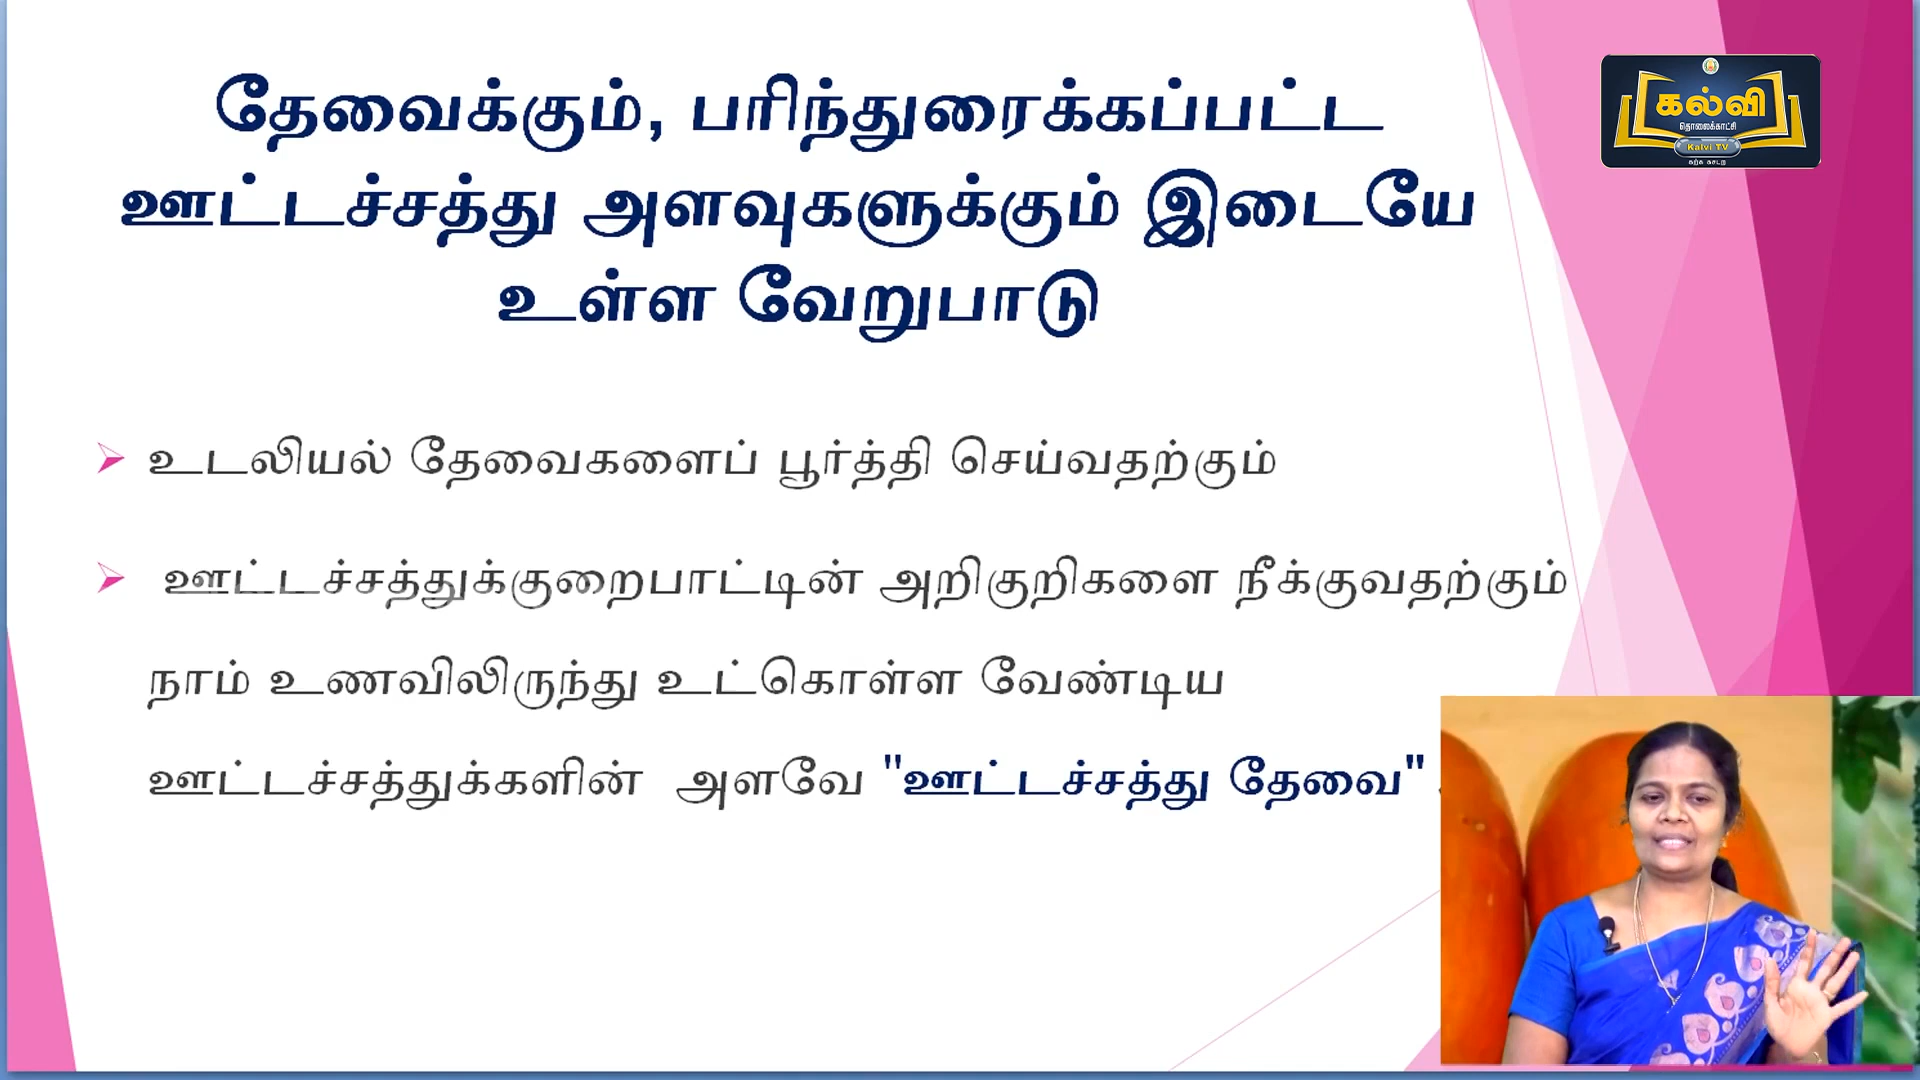 தேவைக்கும், பரிந்துரைக்கப்பட்ட
ஊட்டச்சத்து அளவுகளுக்கும் இடையே
உள்ள வேறுபாடு
உடலியல் தேவைகளைப் பூர்த்தி செய்வதற்கும்
ஊட்டச்சத்துக்குறைபாட்டின் அறிகுறிகளை நீக்குவதற்கும்
நாம் உணவிலிருந்து உட்கொள்ள வேண்டிய
ஊட்டச்சத்துக்களின் அளவே "ஊட்டச்சத்து தேவை"
கல்வி
தொலைக்காட்சி
Kalvi TV